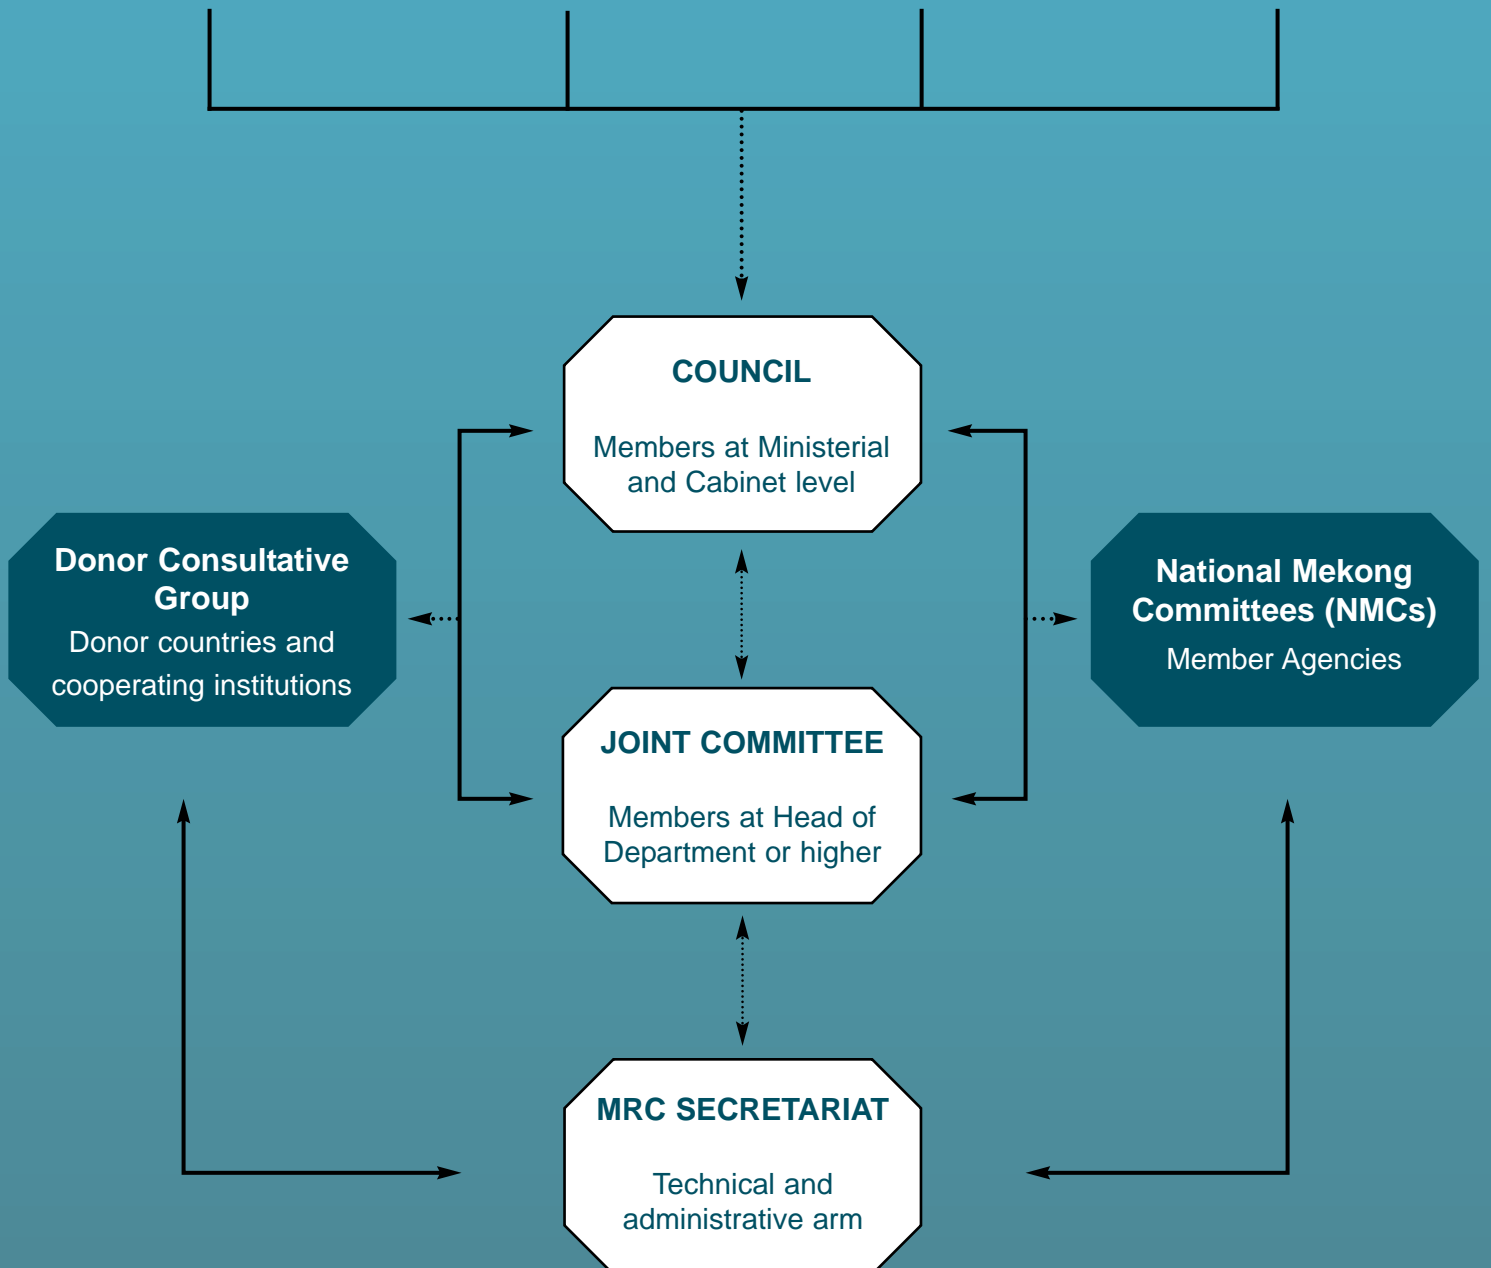 COUNCIL
Members at Ministerial
and Cabinet level
Donor Consultative
Group
Donor countries and
cooperating institutions
National Mekong
Committees (NMCs)
Member Agencies
JOINT COMMITTEE
Members at Head of
Department or higher
MRC SECRETARIAT
Technical and
administrative arm